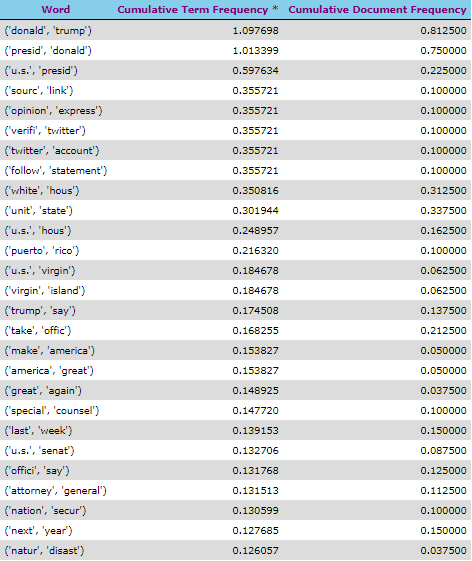 Word Cumulative Term Frequency * Cumulative Document Frequency
('donald', 'trump') 1.097698 0.812500
('presid', 'donald') 1.013399 0.750000
('u.s.', 'presid') 0.597634 0.225000
('sourc', 'link') 0.355721 0.100000
('opinion', 'express') 0.355721 0.100000
('verifi', 'twitter') 0.355721 0.100000
('twitter', 'account') 0.355721 0.100000
('follow', 'statement') 0.355721 0.100000
('white', 'hous') 0.350816 0.312500
('unit', 'state') 0.301944 0.337500
('u.s.', 'hous') 0.248957 0.162500
('puerto', 'rico') 0.216320 0.100000
('u.s.', 'virgin') 0.184678 0.062500
('virgin', 'island') 0.184678 0.062500
('trump', 'say') 0.174508 0.137500
('take', 'offic') 0.168255 0.212500
('make', 'america') 0.153827 0.050000
('america', 'great') 0.153827 0.050000
('great', 'again') 0.148925 0.037500
('special', 'counsel') 0.147720 0.100000
('last', 'week') 0.139153 0.150000
('u.s.', 'senat') 0.132706 0.087500
('offici', 'say') 0.131768 0.125000
('attorney', 'general') 0.131513 0.112500
('nation', 'secur') 0.130599 0.100000
('next', 'year') 0.127685 0.150000
('natur', 'disast') 0.126057 0.037500